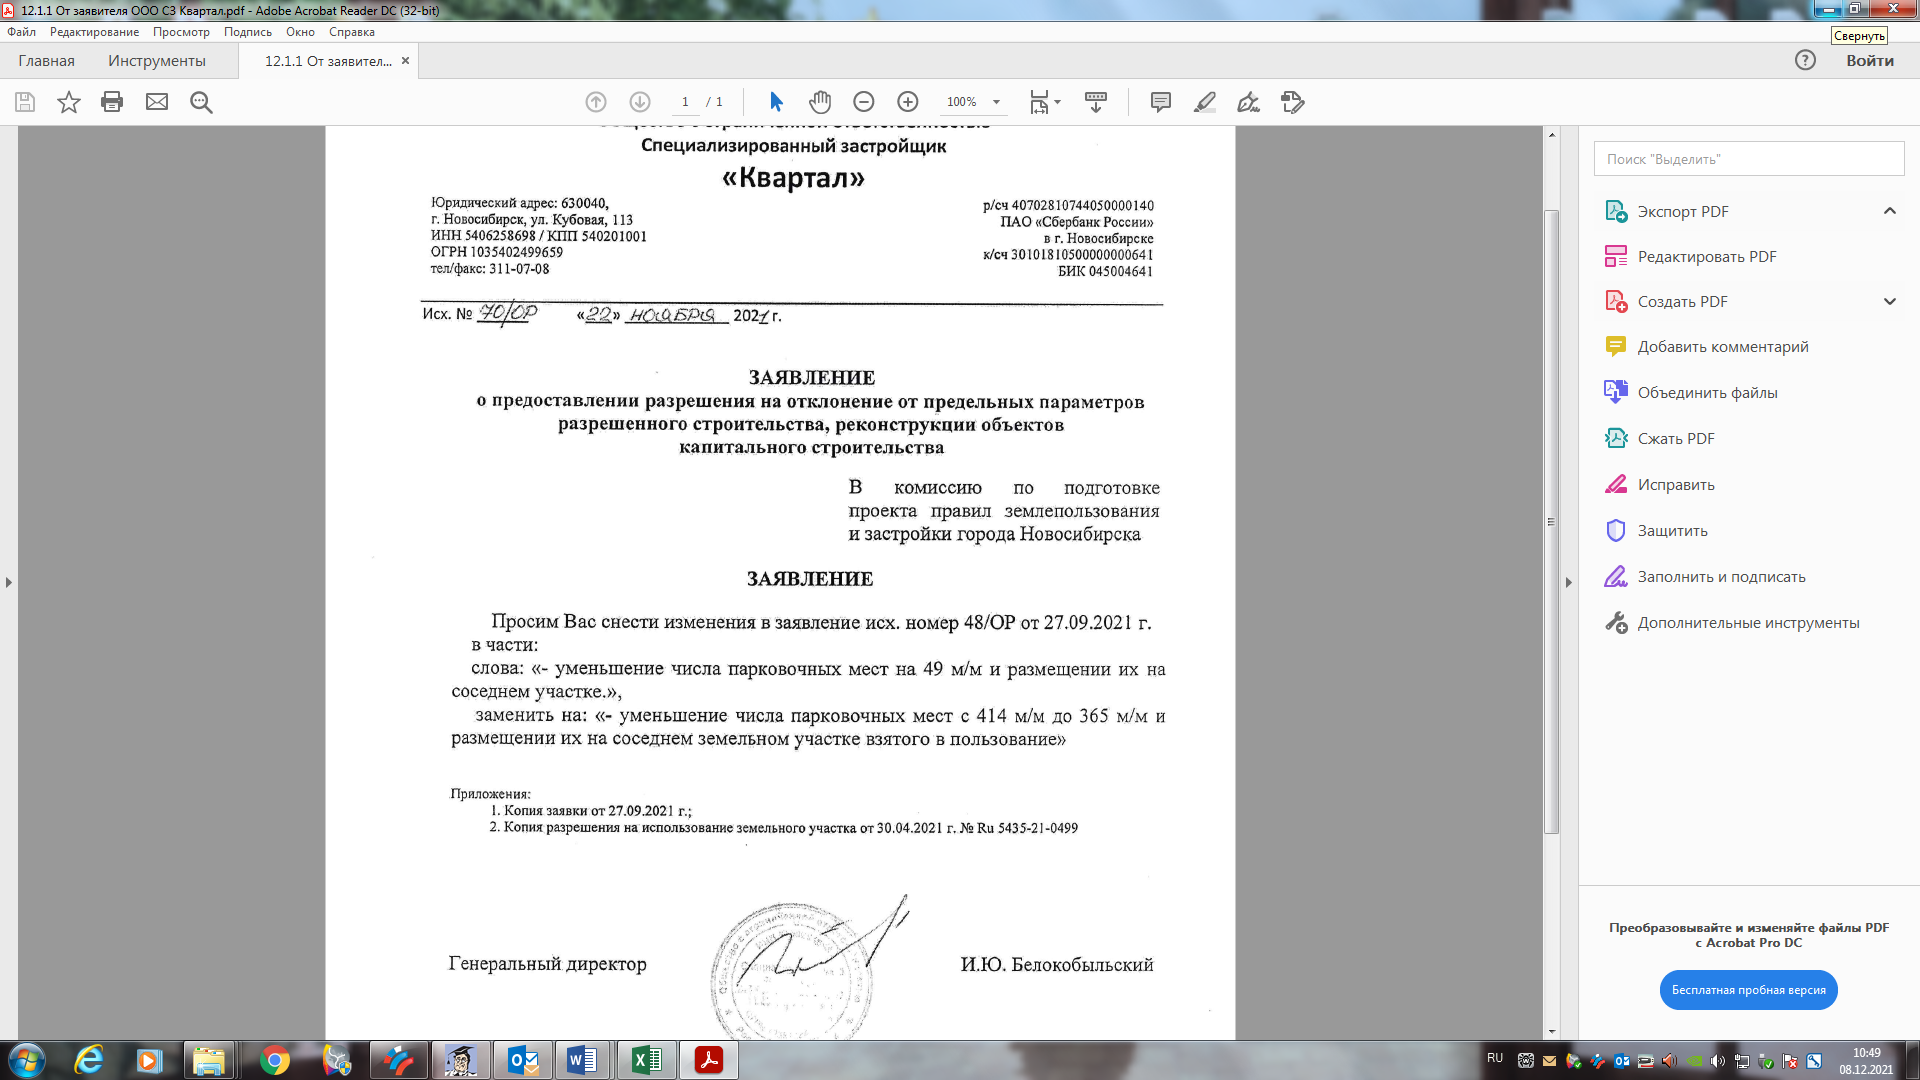 12.1.1 От заявителя ООО СЗ Квартал.pdf - Adobe Acrobat Reader DC (32-bit)
Файл Редактирование Просмотр Подпись Окно Справка
Свернуть
Главная Инструменты 12.1.1 От заявител... × Войти
1 / 1 100%
Общество с ограниченной ответственностью
Специализированный застройщик
«Квартал»
Юридический адрес: 630040,
г. Новосибирск, ул. Кубовая, 113
ИНН 5406258698 / КПП 540201001
ОГРН 1035402499659
тел/факс: 311-07-08
р/сч 40702810744050000140
ПАО «Сбербанк России»
в г. Новосибирске
к/сч 30101810500000000641
БИК 045004641
Исх. № 70/ОР «22» НОЯБРЯ 2021 г.
ЗАЯВЛЕНИЕ
о предоставлении разрешения на отклонение от предельных параметров
разрешенного строительства, реконструкции объектов
капитального строительства
В комиссию по подготовке
проекта правил землепользования
и застройки города Новосибирска
ЗАЯВЛЕНИЕ
Просим Вас снести изменения в заявление исх. номер 48/ОР от 27.09.2021 г.
в части:
слова: «- уменьшение числа парковочных мест на 49 м/м и размещении их на
соседнем участке.»,
заменить на: «- уменьшение числа парковочных мест с 414 м/м до 365 м/м и
размещении их на соседнем земельном участке взятого в пользование»
Приложения:
1. Копия заявки от 27.09.2021 г.;
2. Копия разрешения на использование земельного участка от 30.04.2021 г. № Ru 5435-21-0499
Генеральный директор И.Ю. Белокобыльский
Поиск "Выделить"
Экспорт PDF
Редактировать PDF
Создать PDF
Добавить комментарий
Объединить файлы
Сжать PDF
Исправить
Защитить
Заполнить и подписать
Дополнительные инструменты
Преобразовывайте и изменяйте файлы PDF
с Acrobat Pro DC
Бесплатная пробная версия
RU
10:49
08.12.2021